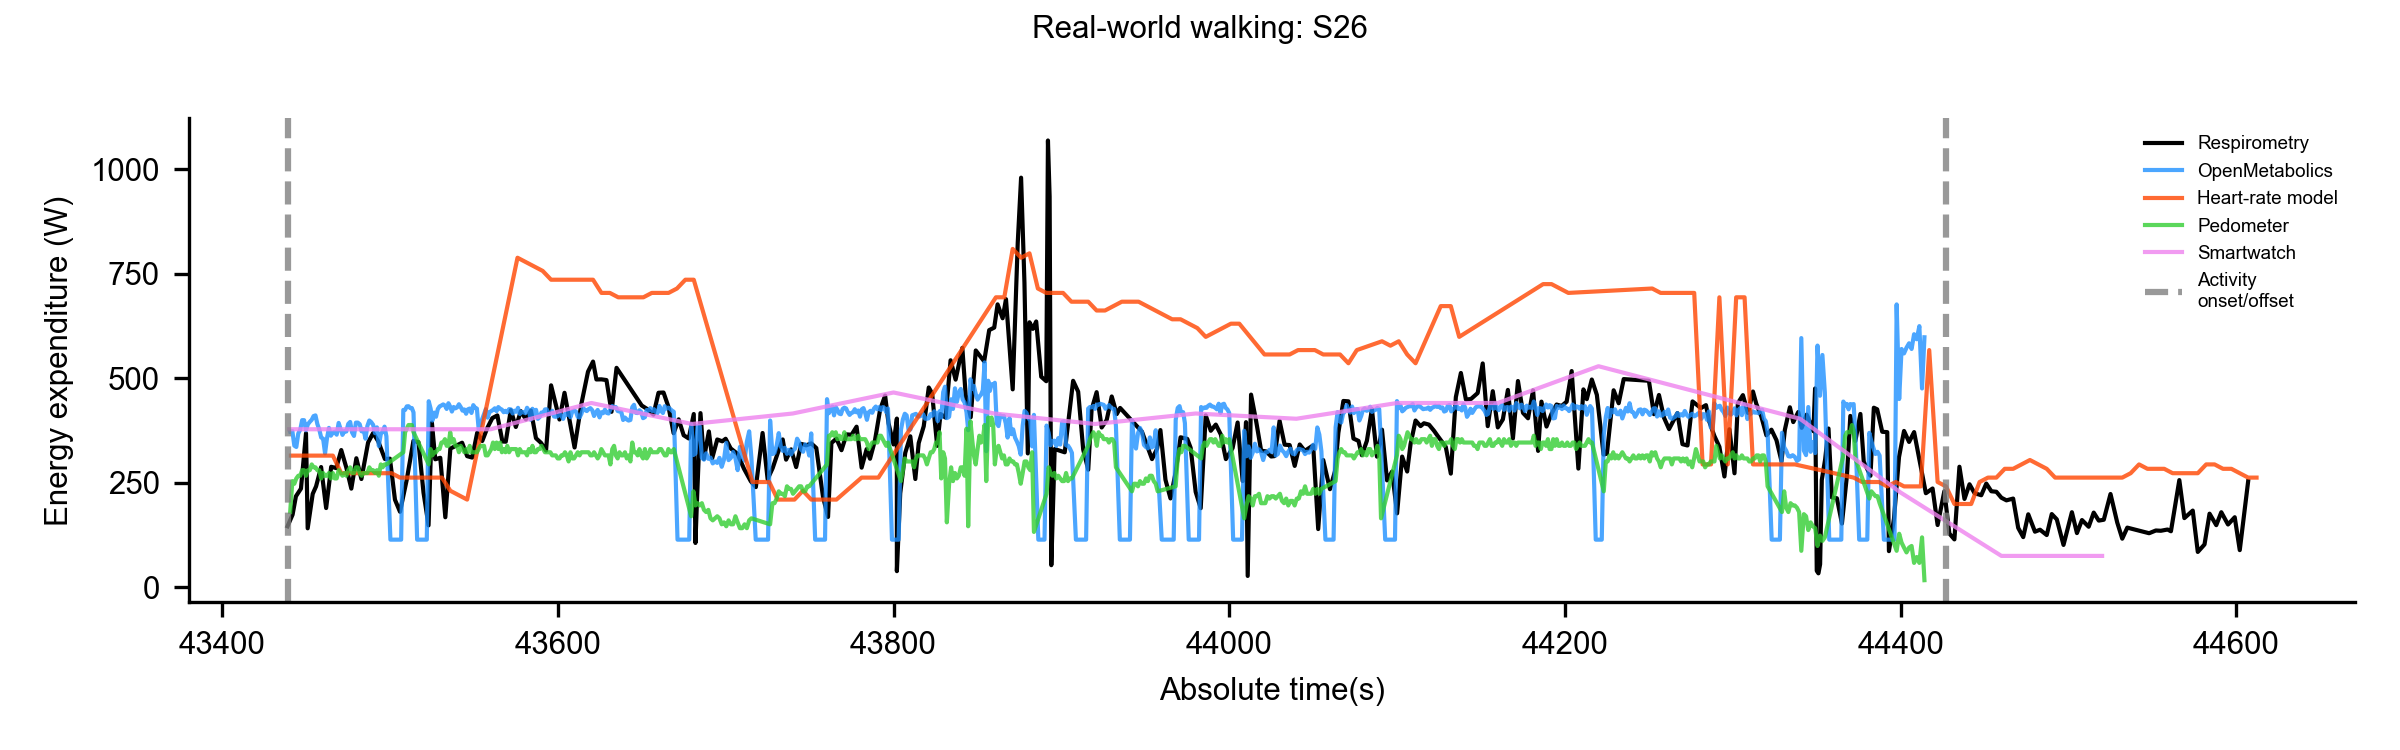 Real-world walking: S26
Energy expenditure (W)
1000
750
500
250
0
Respirometry
OpenMetabolics
Heart-rate model
Pedometer
Smartwatch
Activity
onset/offset
43400 43600 43800 44000 44200 44400 44600
Absolute time(s)